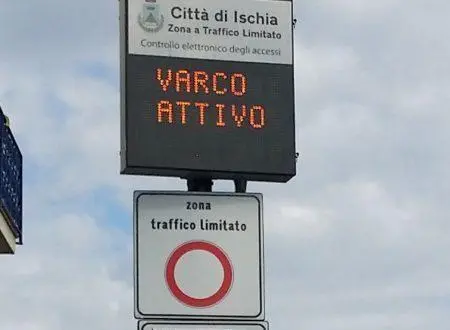 Città di Ischia
Zona a Traffico Limitato
Controllo elettronico degli accessi
VARCO
ATTIVO
zona
traffico limitato